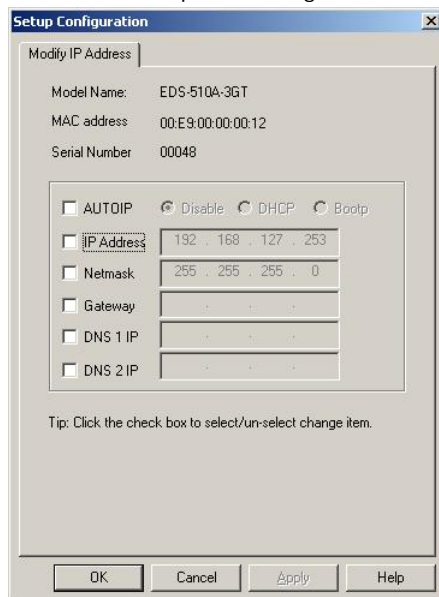 Setup Configuration
Modify IP Address
Model Name: EDS-510A-3GT
MAC address 00:E9:00:00:00:12
Serial Number 00048
AUTOIP Disable DHCP Bootp
IP Address 192 . 168 . 127 . 253
Netmask 255 . 255 . 255 . 0
Gateway . . .
DNS 1 IP . . .
DNS 2 IP . . .
Tip: Click the check box to select/un-select change item.
OK Cancel Apply Help